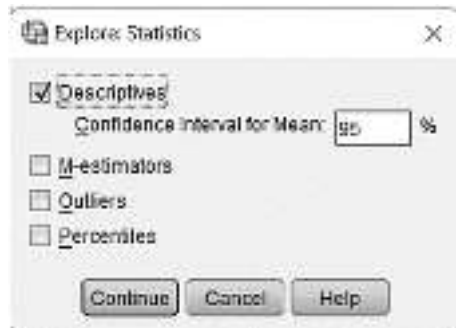 Explore: Statistics
Descriptives
Confidence Interval for Mean: 95 %
M-estimators
Outliers
Percentiles
Continue Cancel Help